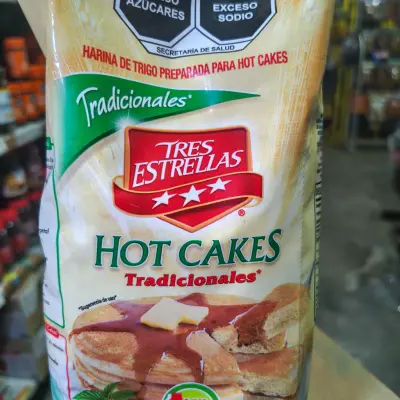 AZÚCARES
EXCESO
SODIO
SECRETARÍA DE SALUD
HARINA DE TRIGO PREPARADA PARA HOT CAKES
Tradicionales*
TRES
ESTRELLAS
®
HOT CAKES
Tradicionales*